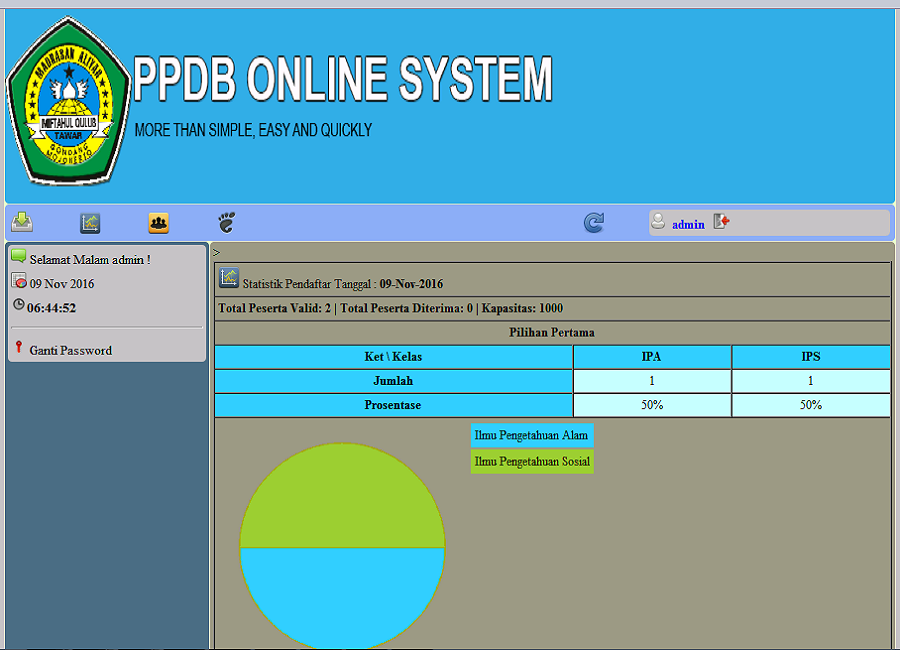 MADRASAH ALIYAH
MIFTAHUL QULUB
TAWAR
GONDANG
MOJOKERTO
PPDB ONLINE SYSTEM
MORE THAN SIMPLE, EASY AND QUICKLY
admin
Selamat Malam admin !
09 Nov 2016
06:44:52
Ganti Password
>
Statistik Pendaftar Tanggal : 09-Nov-2016
Total Peserta Valid: 2 | Total Peserta Diterima: 0 | Kapasitas: 1000
Pilihan Pertama
Ket \ Kelas IPA IPS
Jumlah 1 1
Prosentase 50% 50%
Ilmu Pengetahuan Alam
Ilmu Pengetahuan Sosial